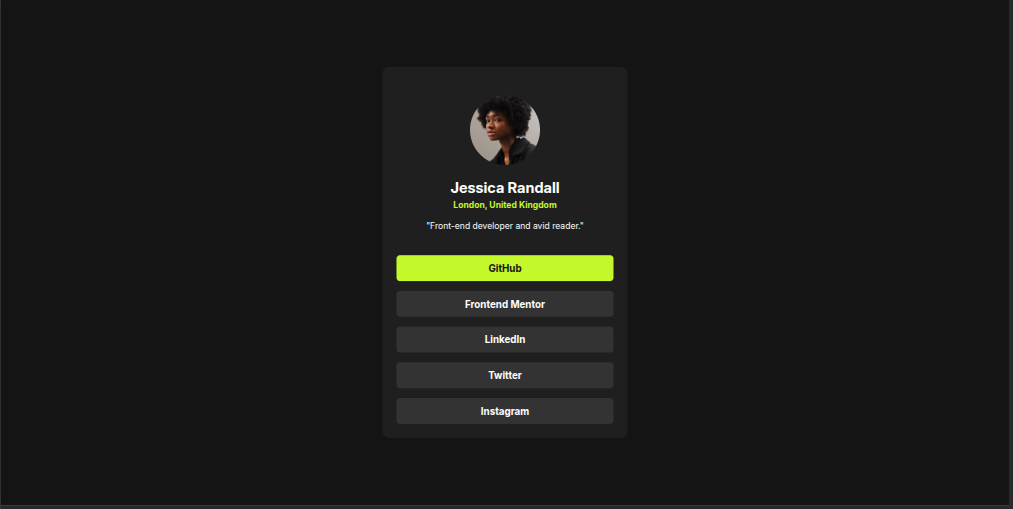 Jessica Randall
London, United Kingdom
"Front-end developer and avid reader."
GitHub
Frontend Mentor
LinkedIn
Twitter
Instagram